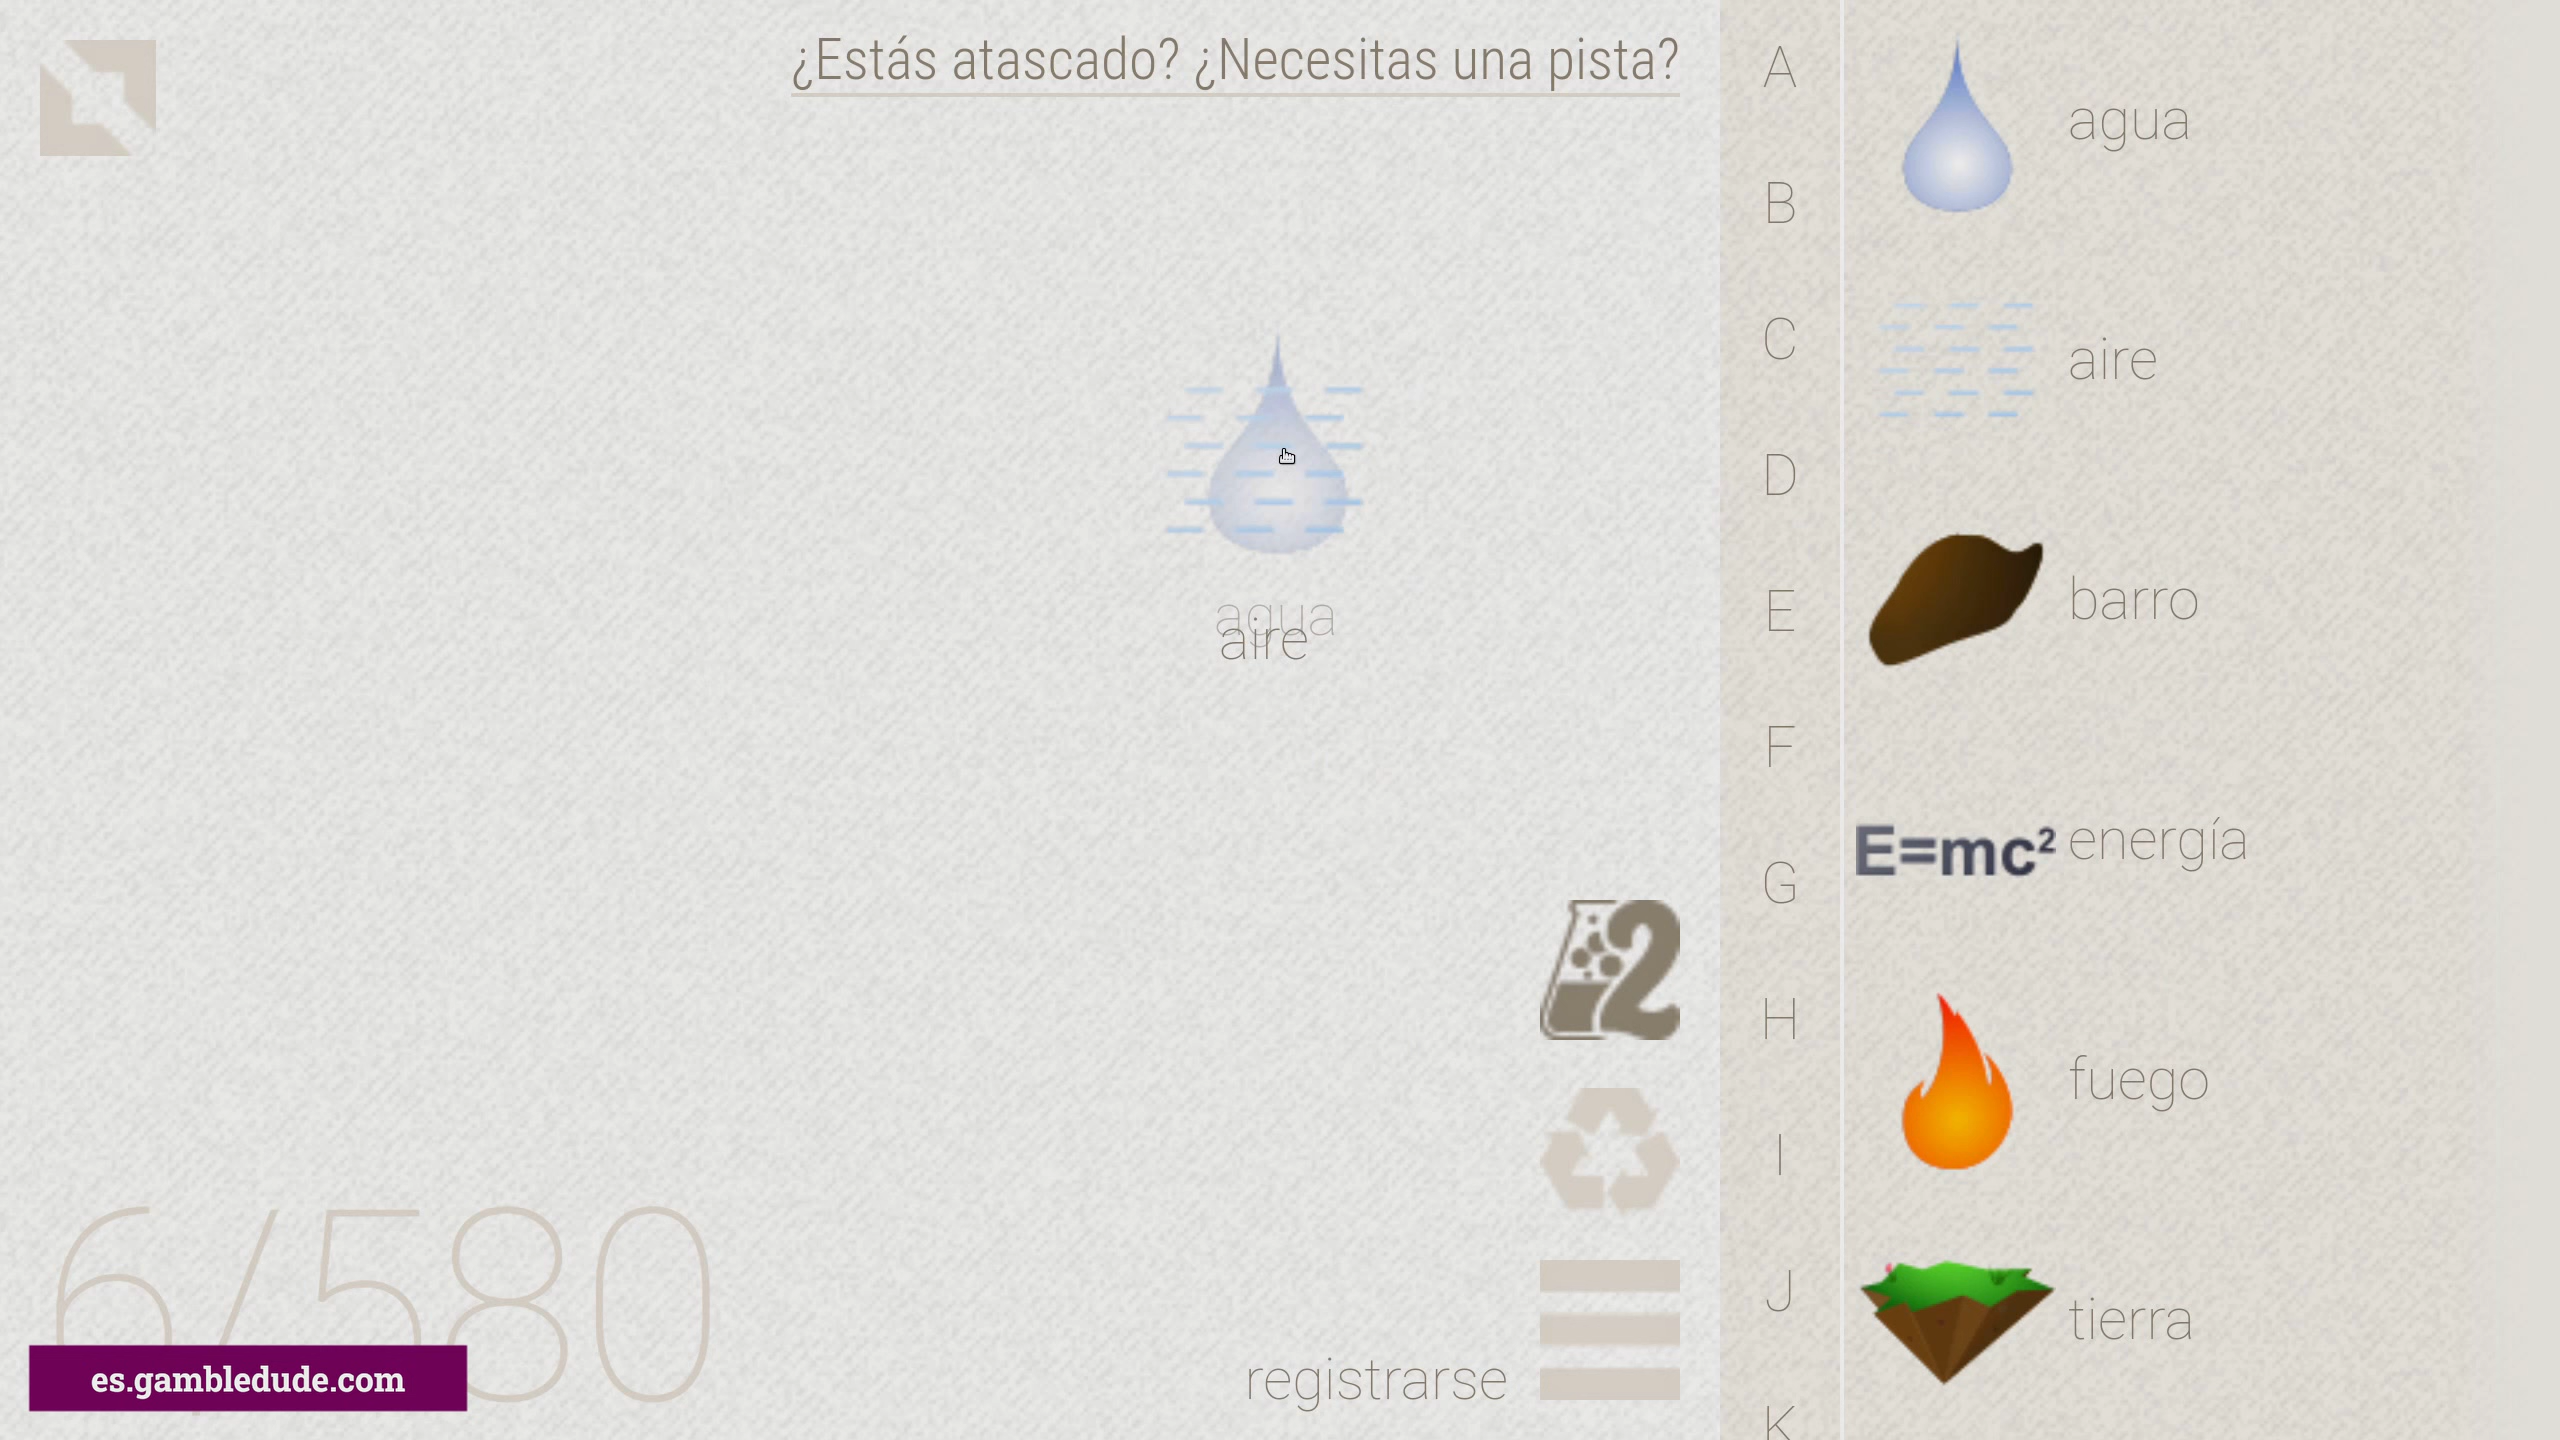 ¿Estás atascado? ¿Necesitas una pista?
agua
aire
2
6/580
es.gambledude.com
registrarse
A
B
C
D
E
F
G
H
I
J
K
agua
aire
barro
E=mc² energía
fuego
tierra